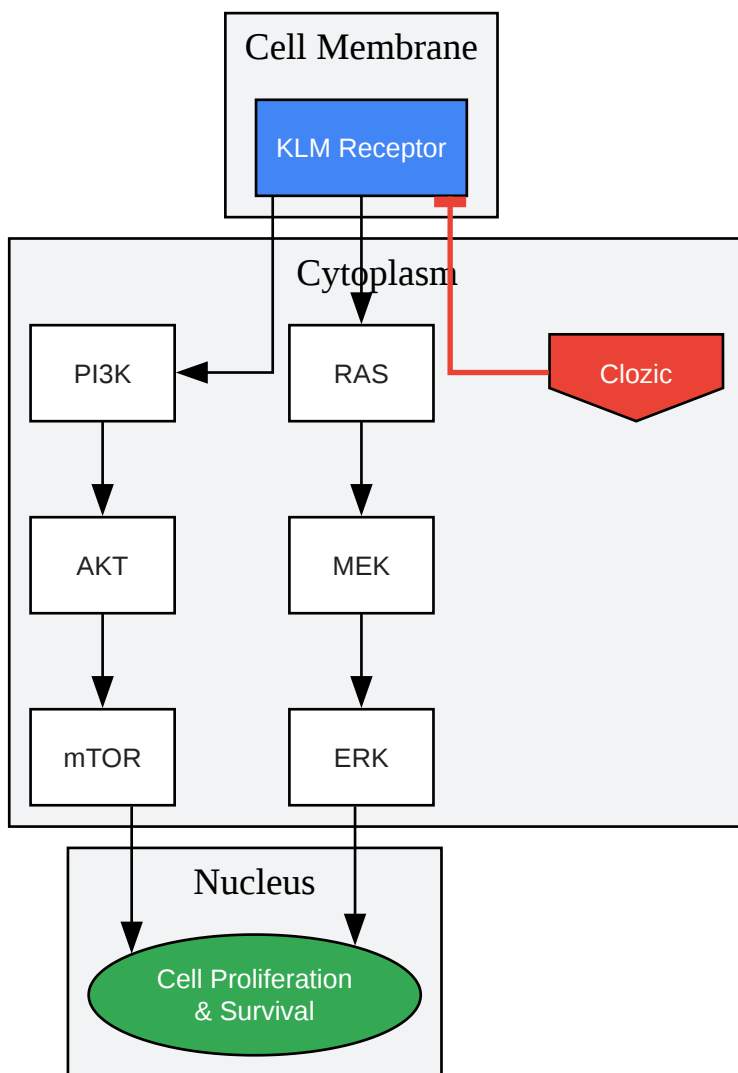 Cell Membrane
KLM Receptor
Cytoplasm
PI3K
RAS
Clozic
AKT
MEK
mTOR
ERK
Nucleus
Cell Proliferation
& Survival